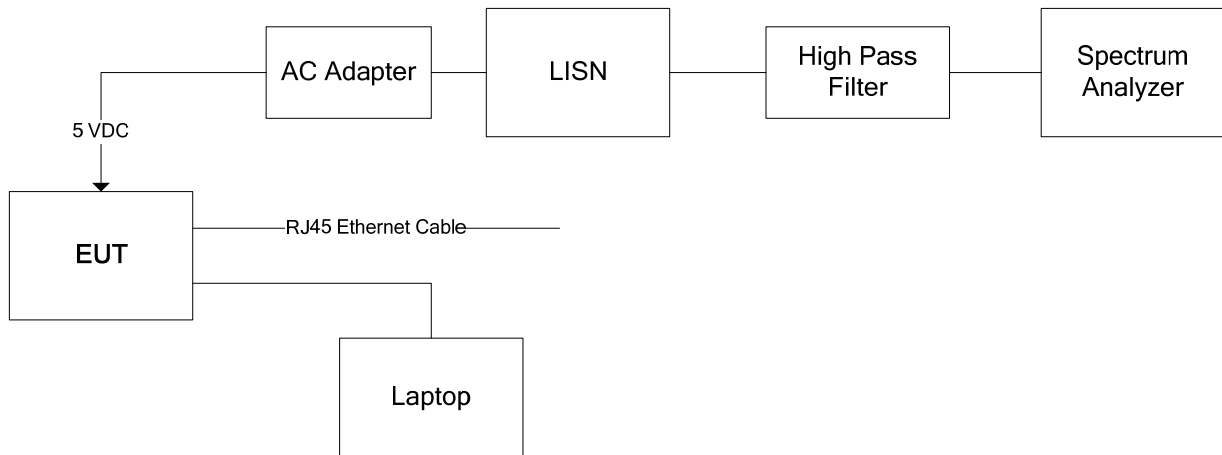 AC Adapter
LISN
High Pass
Filter
Spectrum
Analyzer
5 VDC
EUT
RJ45 Ethernet Cable
Laptop